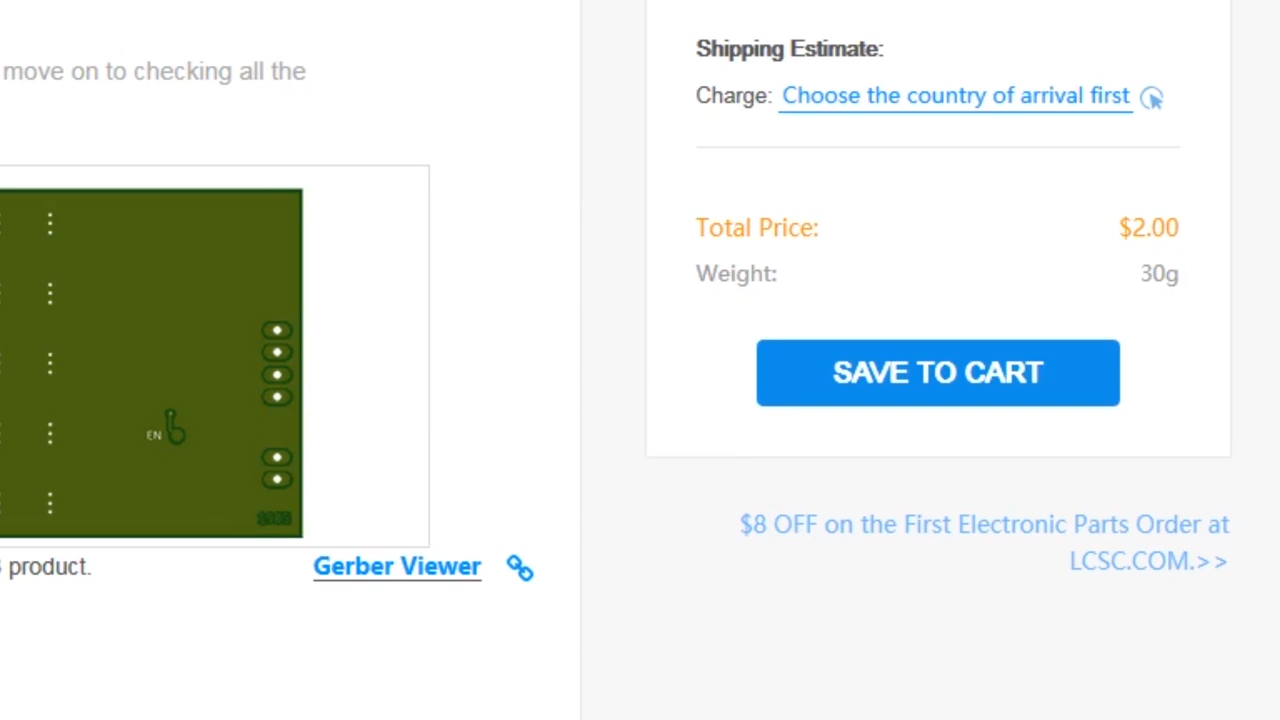 move on to checking all the
EN
product.
Gerber Viewer
Shipping Estimate:
Charge: Choose the country of arrival first
Total Price: $2.00
Weight: 30g
SAVE TO CART
$8 OFF on the First Electronic Parts Order at
LCSC.COM.>>